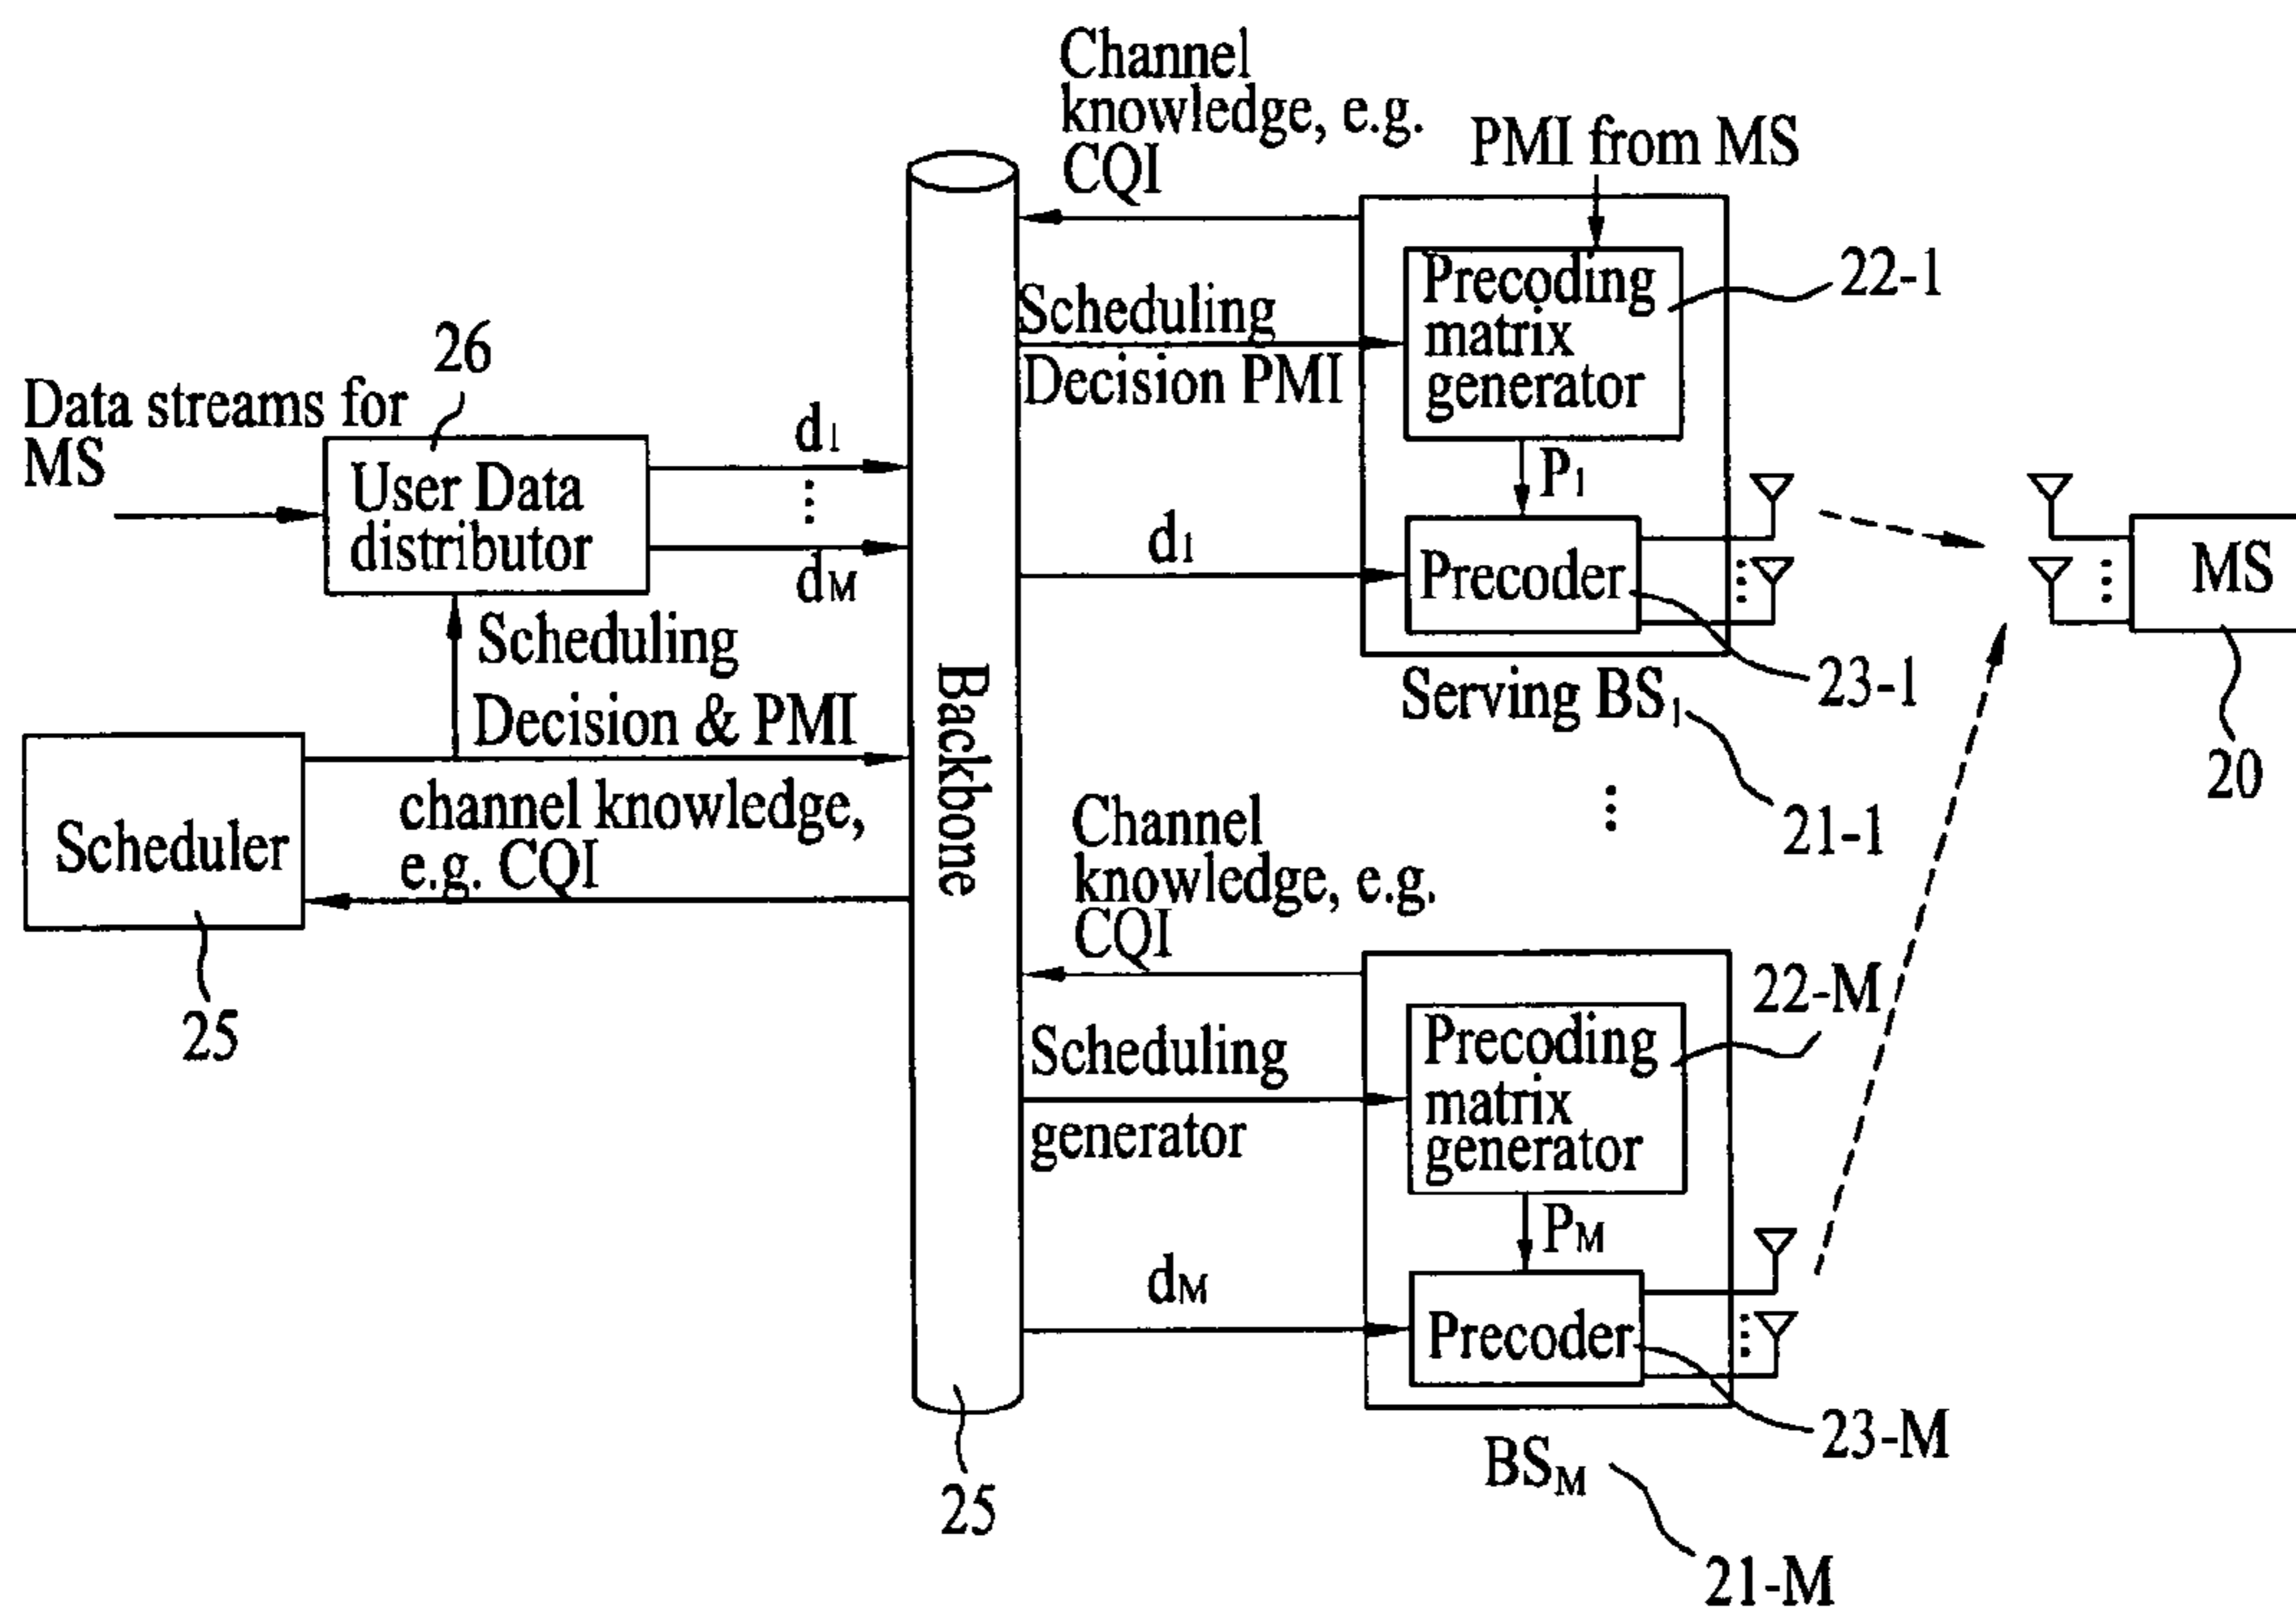 Channel
knowledge, e.g.
CQI
PMI from MS
Precoding
matrix
generator
22-1
Scheduling
Decision PMI
26
Data streams for
MS
User Data
distributor
d1
dM
P1
d1
Precoder
MS
23-1
Serving BS1
20
21-1
Scheduling
Decision & PMI
Backbone
Scheduler
channel knowledge,
e.g. CQI
25
Channel
knowledge, e.g.
CQI
22-M
Precoding
matrix
generator
Scheduling
generator
PM
dM
Precoder
23-M
BSM
25
21-M